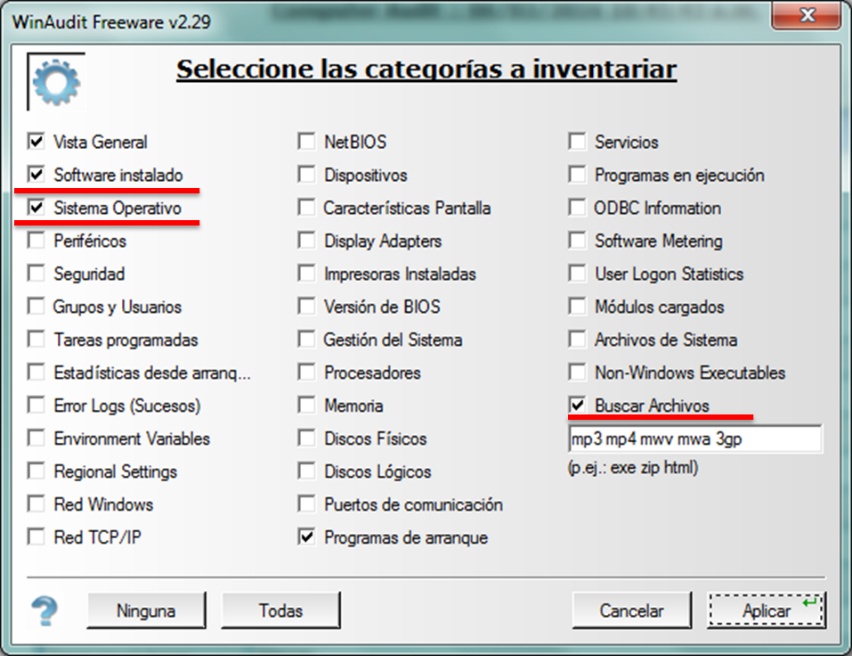 WinAudit Freeware v2.29
Seleccione las categorías a inventariar
Vista General
Software instalado
Sistema Operativo
Periféricos
Seguridad
Grupos y Usuarios
Tareas programadas
Estadísticas desde arranq...
Error Logs (Sucesos)
Environment Variables
Regional Settings
Red Windows
Red TCP/IP
NetBIOS
Dispositivos
Características Pantalla
Display Adapters
Impresoras Instaladas
Versión de BIOS
Gestión del Sistema
Procesadores
Memoria
Discos Físicos
Discos Lógicos
Puertos de comunicación
Programas de arranque
Servicios
Programas en ejecución
ODBC Information
Software Metering
User Logon Statistics
Módulos cargados
Archivos de Sistema
Non-Windows Executables
Buscar Archivos
mp3 mp4 mwv mwa 3gp
(p.ej.: exe zip html)
Ninguna
Todas
Cancelar
Aplicar